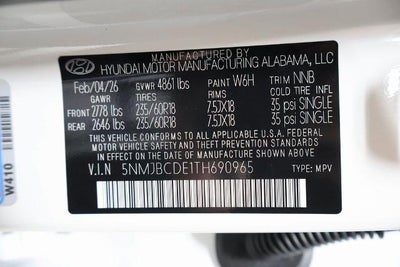 MANUFACTURED BY
HYUNDAI MOTOR MANUFACTURING ALABAMA, LLC
Feb/04/26 GVWR 4861 lbs PAINT W6H TRIM NNB
GAWR TIRES RIMS COLD TIRE INFL
FRONT 2778 lbs 235/60R18 7.5JX18 35 psi SINGLE
REAR 2646 lbs 235/60R18 7.5JX18 35 psi SINGLE
THIS VEHICLE CONFORMS TO ALL APPLICABLE U.S. FEDERAL
MOTOR VEHICLE SAFETY AND THEFT PREVENTION STANDARDS
IN EFFECT ON THE DATE OF MANUFACTURE SHOWN ABOVE.
V.I.N 5NMJBCDE1TH690965 TYPE: MPV
W410